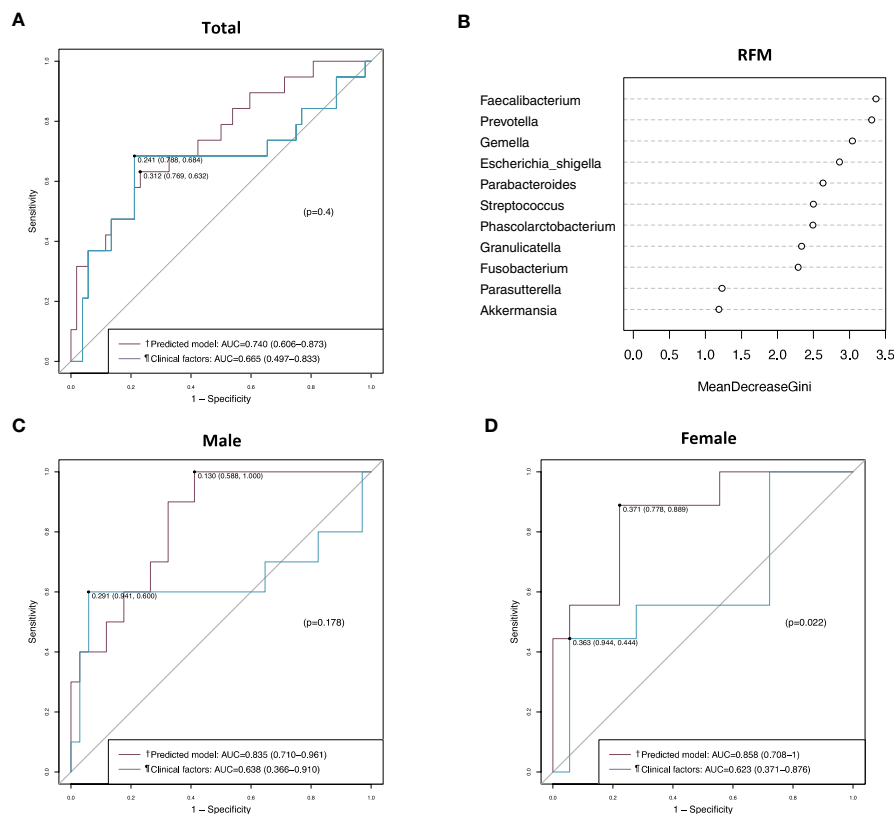 A
Total
Sensitivity
1.0
0.8
0.6
0.4
0.2
0.0
0.241 (0.788, 0.684)
0.312 (0.769, 0.632)
(p=0.4)
†Predicted model: AUC=0.740 (0.606–0.873)
¶Clinical factors: AUC=0.665 (0.497–0.833)
0.0 0.2 0.4 0.6 0.8 1.0
1 – Specificity
B
RFM
Faecalibacterium
Prevotella
Gemella
Escherichia_shigella
Parabacteroides
Streptococcus
Phascolarctobacterium
Granulicatella
Fusobacterium
Parasutterella
Akkermansia
0.0 0.5 1.0 1.5 2.0 2.5 3.0 3.5
MeanDecreaseGini
C
Male
Sensitivity
1.0
0.8
0.6
0.4
0.2
0.0
0.130 (0.588, 1.000)
0.291 (0.941, 0.600)
(p=0.178)
†Predicted model: AUC=0.835 (0.710–0.961)
¶Clinical factors: AUC=0.638 (0.366–0.910)
0.0 0.2 0.4 0.6 0.8 1.0
1 – Specificity
D
Female
Sensitivity
1.0
0.8
0.6
0.4
0.2
0.0
0.371 (0.778, 0.889)
0.363 (0.944, 0.444)
(p=0.022)
†Predicted model: AUC=0.858 (0.708–1)
¶Clinical factors: AUC=0.623 (0.371–0.876)
0.0 0.2 0.4 0.6 0.8 1.0
1 – Specificity